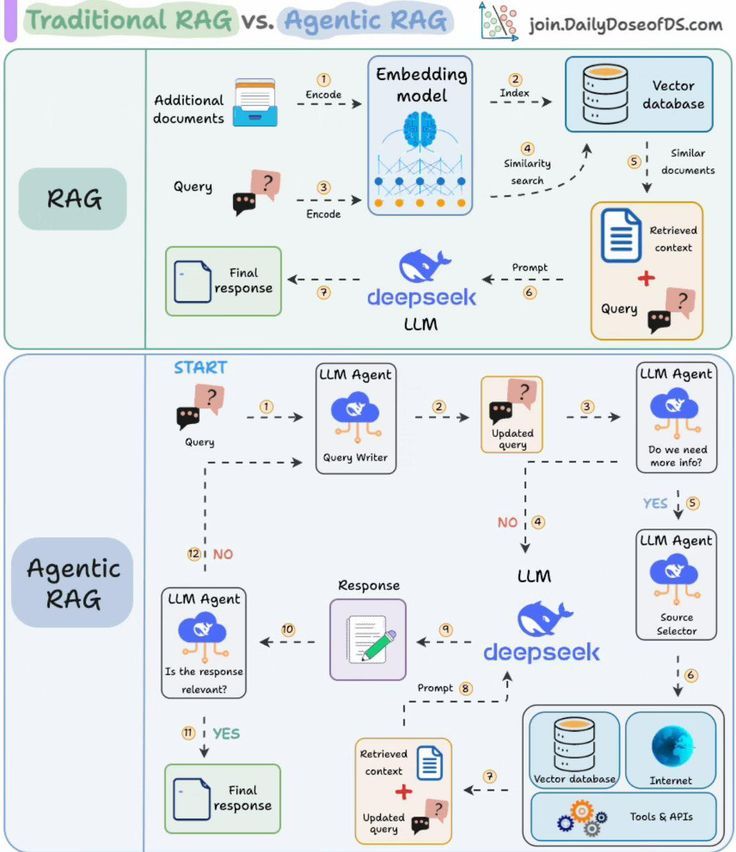 Traditional RAG vs. Agentic RAG
join.DailyDoseofDS.com
RAG
Additional
documents
1
Encode
Embedding
model
2
Index
Vector
database
Query
?
3
Encode
4
Similarity
search
5
Similar
documents
Retrieved
context
+
Query
?
Prompt
6
deepseek
LLM
7
Final
response
Agentic
RAG
START
?
Query
1
LLM Agent
Query Writer
2
?
Updated
query
3
LLM Agent
Do we need
more info?
NO
4
YES
5
LLM Agent
Source
Selector
6
Vector database
Internet
Tools & APIs
7
Retrieved
context
+
Updated
query
?
Prompt
8
LLM
deepseek
9
Response
10
LLM Agent
Is the response
relevant?
11
YES
Final
response
12
NO